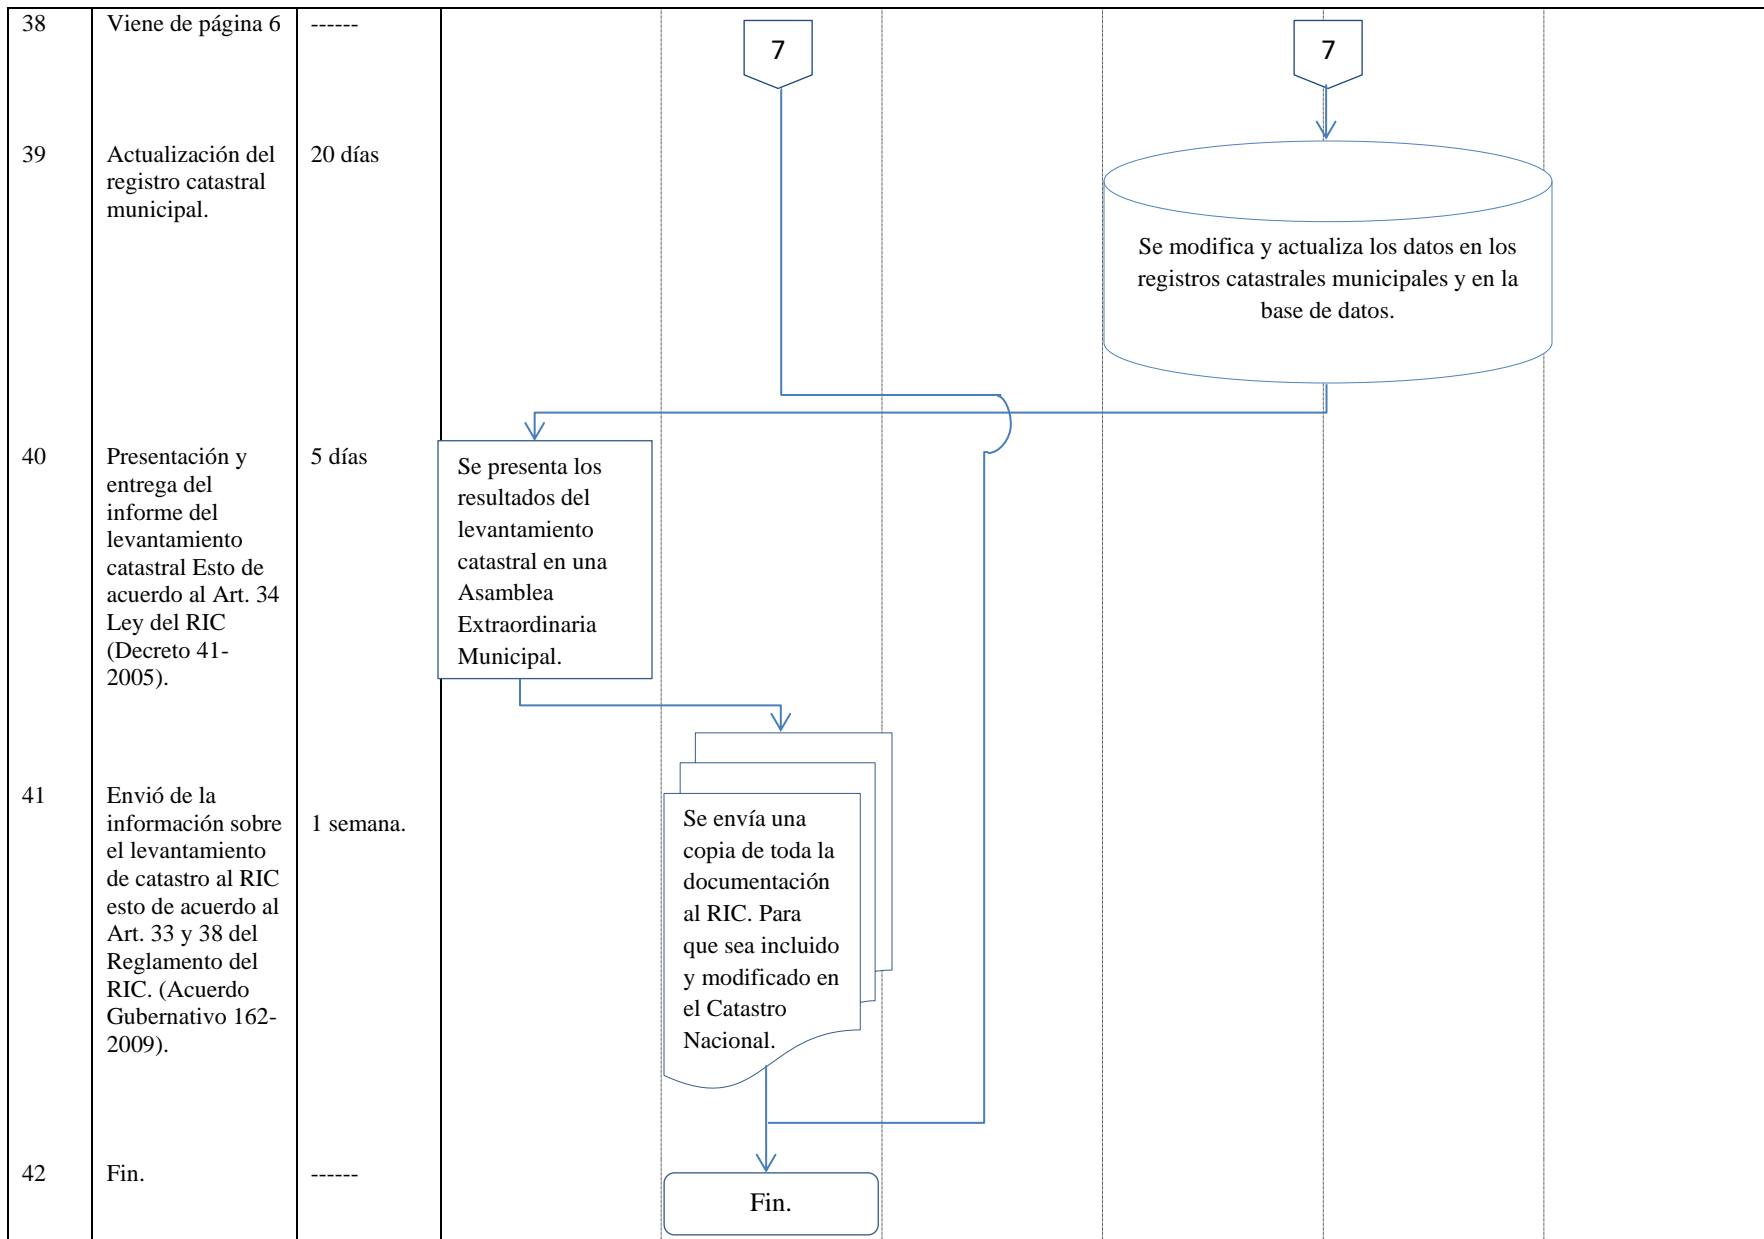 38
Viene de página 6
------
7
7
39
Actualización del
registro catastral
municipal.
20 días
Se modifica y actualiza los datos en los
registros catastrales municipales y en la
base de datos.
40
Presentación y
entrega del
informe del
levantamiento
catastral Esto de
acuerdo al Art. 34
Ley del RIC
(Decreto 41-
2005).
5 días
Se presenta los
resultados del
levantamiento
catastral en una
Asamblea
Extraordinaria
Municipal.
41
Envió de la
información sobre
el levantamiento
de catastro al RIC
esto de acuerdo al
Art. 33 y 38 del
Reglamento del
RIC. (Acuerdo
Gubernativo 162-
2009).
1 semana.
Se envía una
copia de toda la
documentación
al RIC. Para
que sea incluido
y modificado en
el Catastro
Nacional.
42
Fin.
------
Fin.